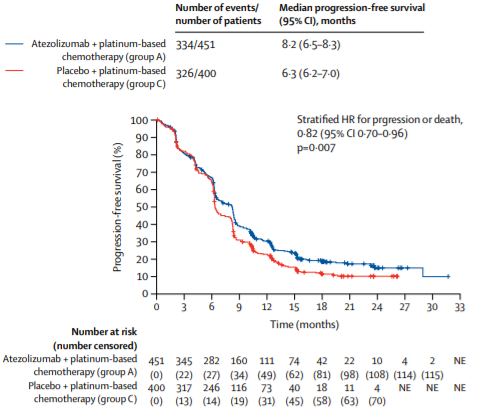 Number of events/ Median progression-free survival
number of patients (95% CI), months
Atezolizumab + platinum-based 334/451 8·2 (6·5–8·3)
chemotherapy (group A)
Placebo + platinum-based 326/400 6·3 (6·2–7·0)
chemotherapy (group C)
Stratified HR for prgression or death,
0·82 (95% CI 0·70–0·96)
p=0·007
Progression-free survival (%)
100
90
80
70
60
50
40
30
20
10
0
0 3 6 9 12 15 18 21 24 27 30 33
Time (months)
Number at risk
(number censored)
Atezolizumab + platinum-based 451 345 282 160 111 74 42 22 10 4 2 NE
chemotherapy (group A) (0) (22) (27) (34) (49) (62) (81) (98) (108) (114) (115)
Placebo + platinum-based 400 317 246 116 73 40 18 11 4 NE NE NE
chemotherapy (group C) (0) (13) (14) (19) (31) (45) (58) (63) (70)